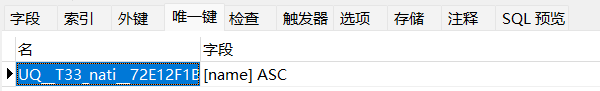 字段 索引 外键 唯一键 检查 触发器 选项 存储 注释 SQL 预览
名 字段
UQ__T33_nati__72E12F1B [name] ASC